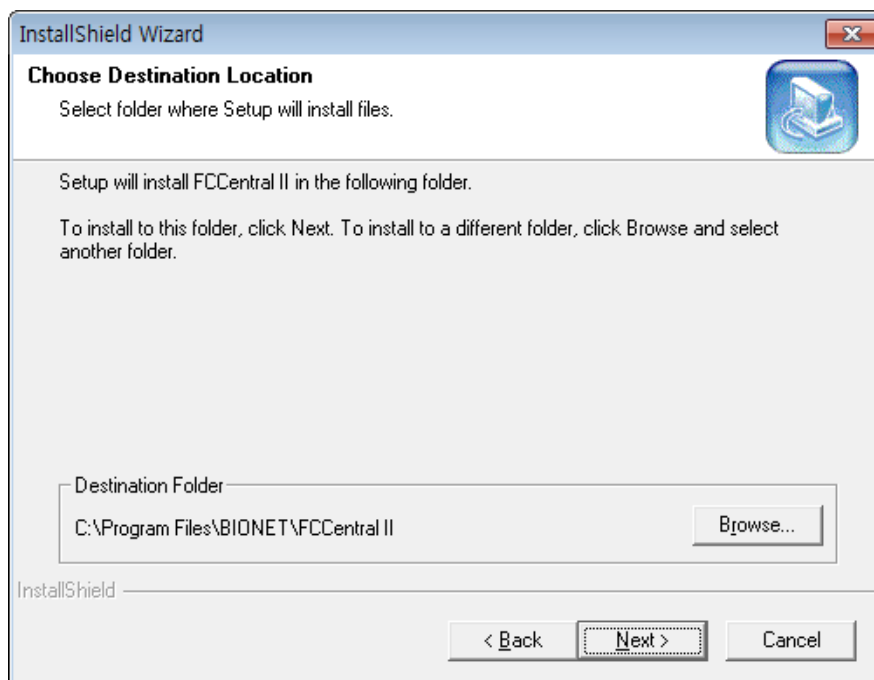 InstallShield Wizard
Choose Destination Location
Select folder where Setup will install files.
Setup will install FCCentral II in the following folder.
To install to this folder, click Next. To install to a different folder, click Browse and select
another folder.
Destination Folder
C:\Program Files\BIONET\FCCentral II
Browse...
InstallShield
< Back
Next >
Cancel